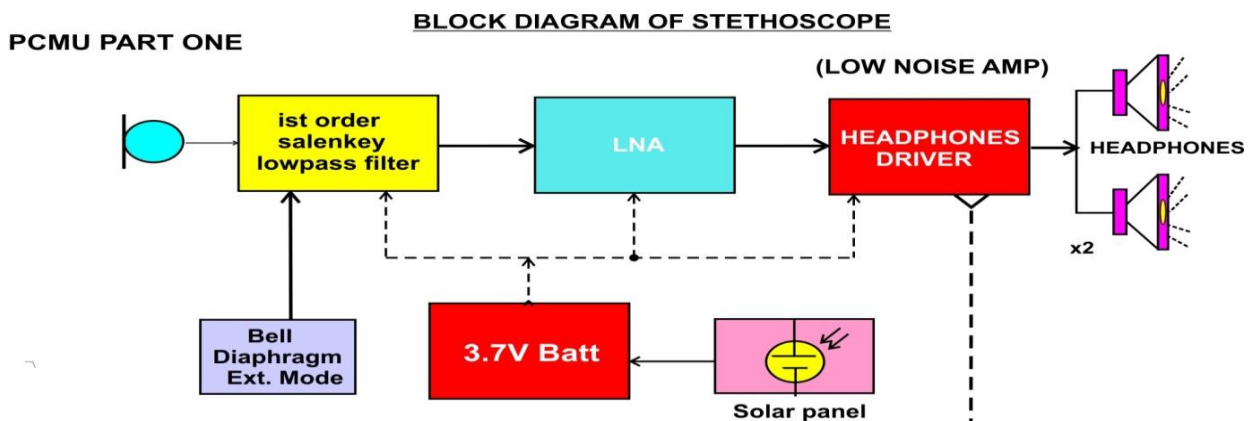 BLOCK DIAGRAM OF STETHOSCOPE
PCMU PART ONE
(LOW NOISE AMP)
ist order
salenkey
lowpass filter
LNA
HEADPHONES
DRIVER
HEADPHONES
x2
Bell
Diaphragm
Ext. Mode
3.7V Batt
Solar panel